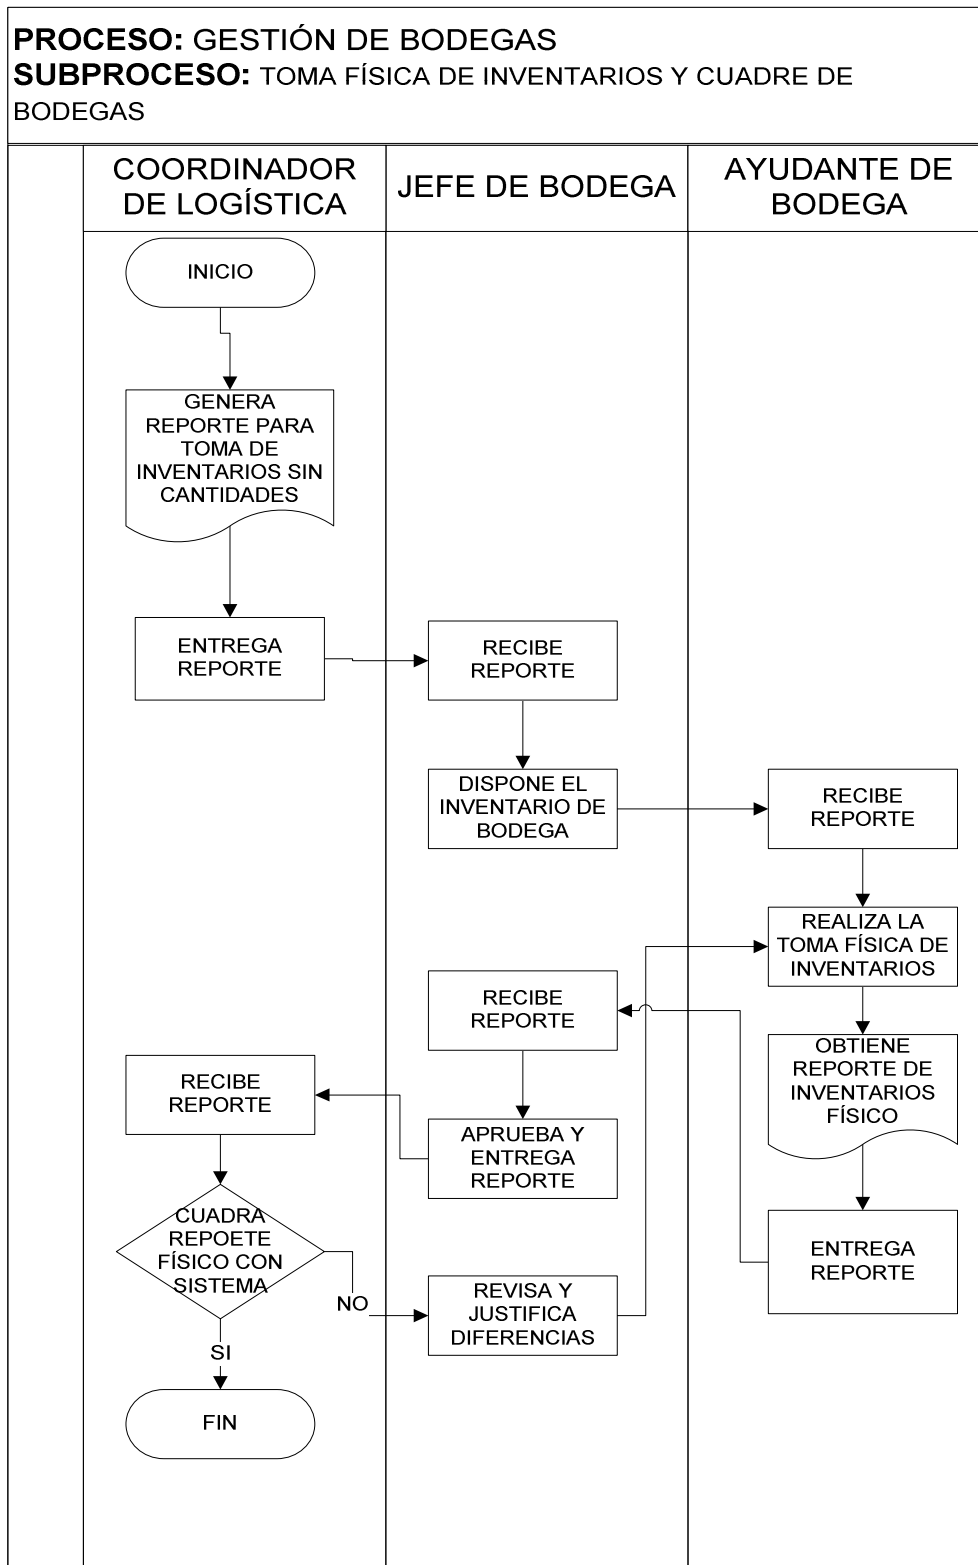 PROCESO: GESTIÓN DE BODEGAS
SUBPROCESO: TOMA FÍSICA DE INVENTARIOS Y CUADRE DE
BODEGAS
COORDINADOR
DE LOGÍSTICA
JEFE DE BODEGA
AYUDANTE DE
BODEGA
INICIO
GENERA
REPORTE PARA
TOMA DE
INVENTARIOS SIN
CANTIDADES
ENTREGA
REPORTE
RECIBE
REPORTE
DISPONE EL
INVENTARIO DE
BODEGA
RECIBE
REPORTE
REALIZA LA
TOMA FÍSICA DE
INVENTARIOS
OBTIENE
REPORTE DE
INVENTARIOS
FÍSICO
ENTREGA
REPORTE
RECIBE
REPORTE
APRUEBA Y
ENTREGA
REPORTE
RECIBE
REPORTE
CUADRA
REPOETE
FÍSICO CON
SISTEMA
NO
REVISA Y
JUSTIFICA
DIFERENCIAS
SI
FIN